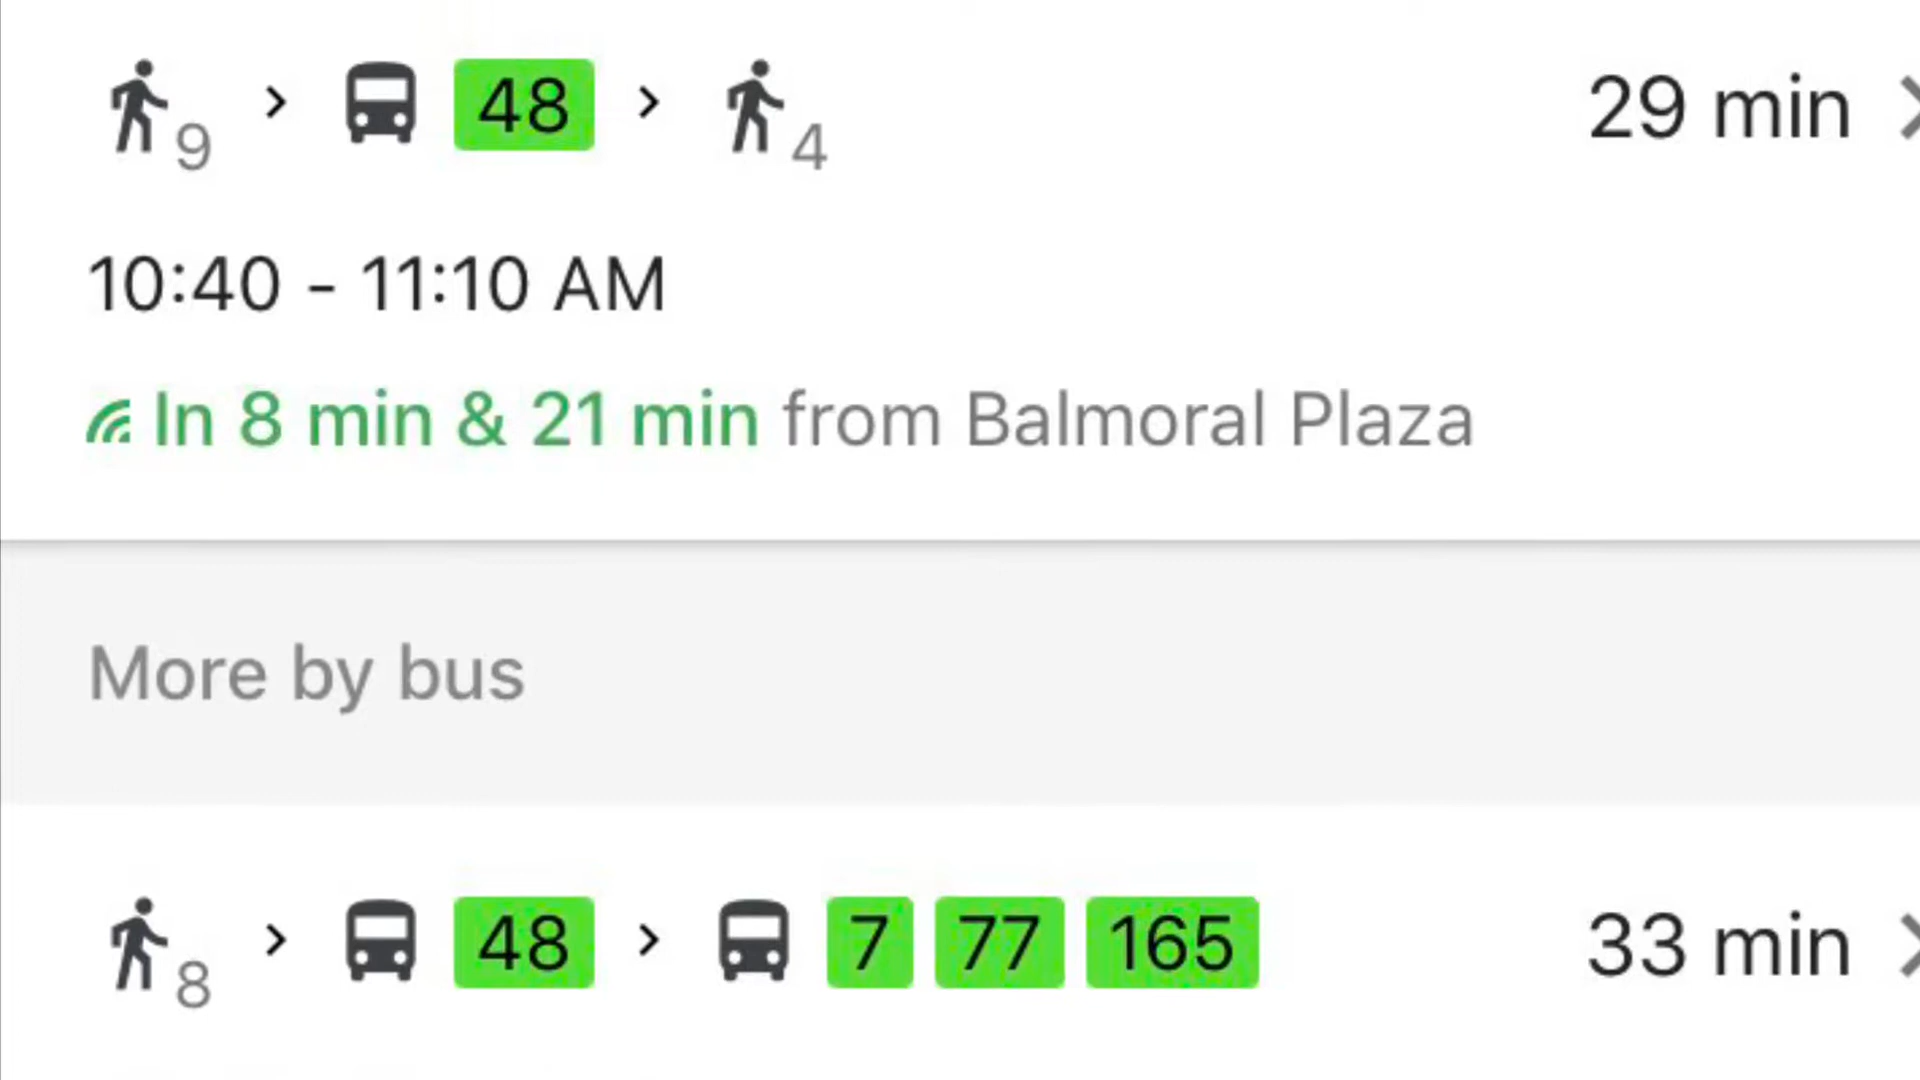 9 > 48 > 4 29 min >
10:40 - 11:10 AM
In 8 min & 21 min from Balmoral Plaza
More by bus
8 > 48 > 7 77 165 33 min >